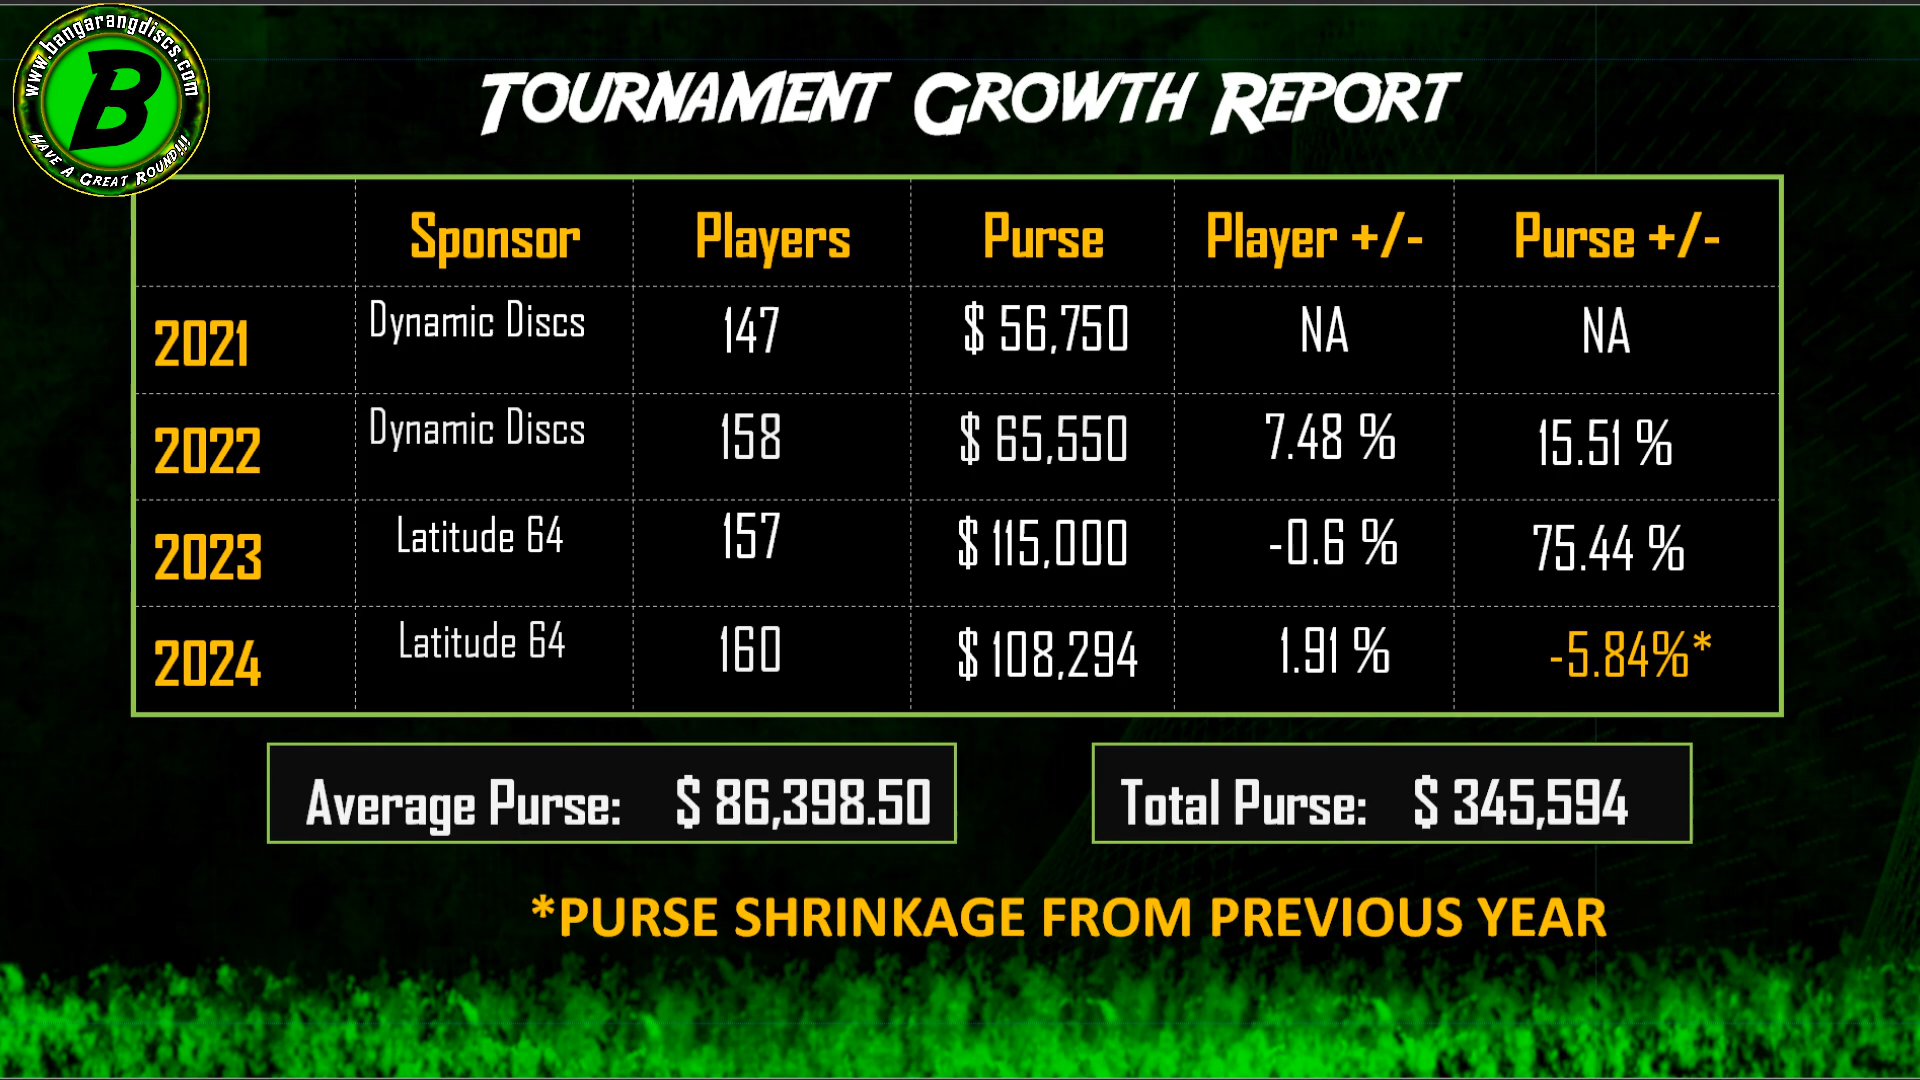 www.bangarangdiscs.com
B
Have A Great Round!!!
Tournament Growth Report
Sponsor Players Purse Player +/- Purse +/-
2021 Dynamic Discs 147 $ 56,750 NA NA
2022 Dynamic Discs 158 $ 65,550 7.48 % 15.51 %
2023 Latitude 64 157 $ 115,000 -0.6 % 75.44 %
2024 Latitude 64 160 $ 108,294 1.91 % -5.84%*
Average Purse: $ 86,398.50 Total Purse: $ 345,594
*PURSE SHRINKAGE FROM PREVIOUS YEAR